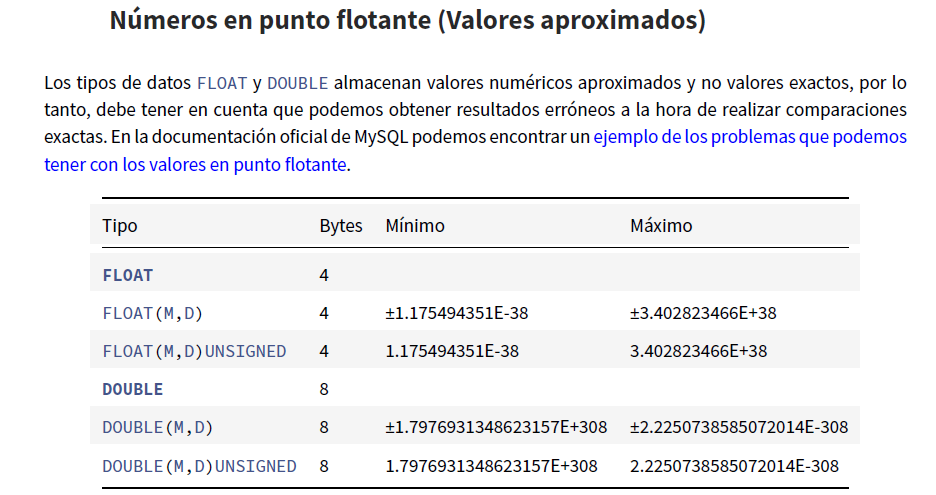 Números en punto flotante (Valores aproximados)
Los tipos de datos FLOAT y DOUBLE almacenan valores numéricos aproximados y no valores exactos, por lo
tanto, debe tener en cuenta que podemos obtener resultados erróneos a la hora de realizar comparaciones
exactas. En la documentación oficial de MySQL podemos encontrar un ejemplo de los problemas que podemos
tener con los valores en punto flotante.
Tipo Bytes Mínimo Máximo
FLOAT 4
FLOAT(M,D) 4 ±1.175494351E-38 ±3.402823466E+38
FLOAT(M,D)UNSIGNED 4 1.175494351E-38 3.402823466E+38
DOUBLE 8
DOUBLE(M,D) 8 ±1.7976931348623157E+308 ±2.2250738585072014E-308
DOUBLE(M,D)UNSIGNED 8 1.7976931348623157E+308 2.2250738585072014E-308